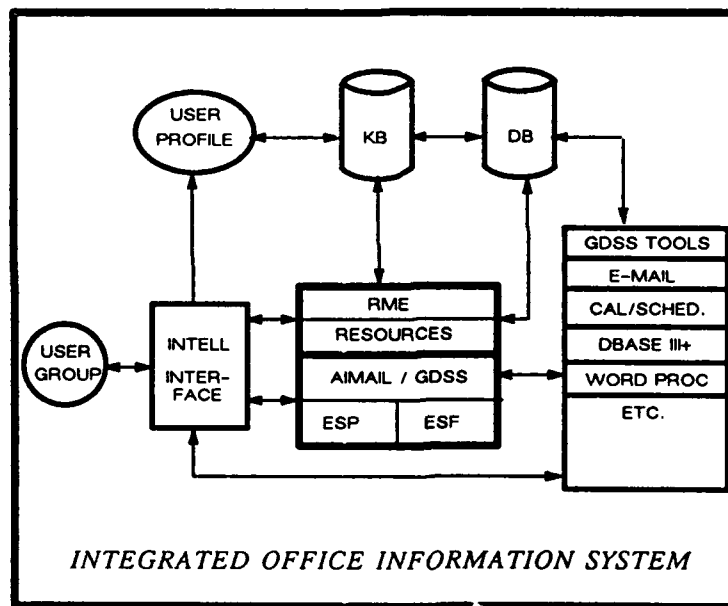 USER
PROFILE
KB
DB
GDSS TOOLS
E-MAIL
CAL/SCHED.
DBASE III+
WORD PROC
ETC.
RME
RESOURCES
AIMAIL / GDSS
ESP
ESF
INTELL
INTER-
FACE
USER
GROUP
INTEGRATED OFFICE INFORMATION SYSTEM